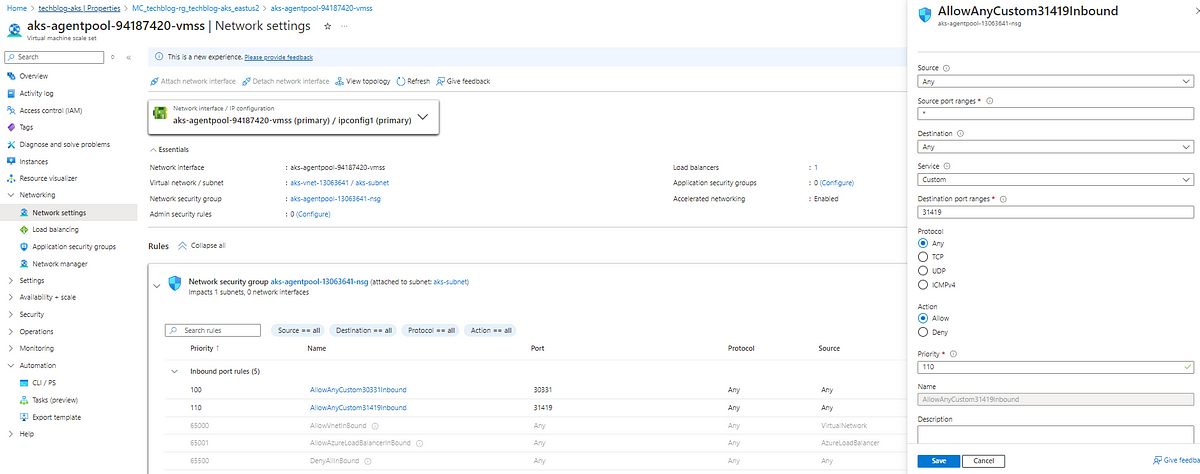 Home > techblog-aks | Properties > MC_techblog-rg_techblog-aks_eastus2 > aks-agentpool-94187420-vmss
aks-agentpool-94187420-vmss | Network settings ☆ ...
Virtual machine scale set
Search
Overview
Activity log
Access control (IAM)
Tags
Diagnose and solve problems
Instances
Resource visualizer
Networking
Network settings
Load balancing
Application security groups
Network manager
Settings
Availability + scale
Security
Operations
Monitoring
Automation
CLI / PS
Tasks (preview)
Export template
Help
This is a new experience. Please provide feedback
Attach network interface Detach network interface View topology Refresh Give feedback
Network interface / IP configuration
aks-agentpool-94187420-vmss (primary) / ipconfig1 (primary)
Essentials
Network interface : aks-agentpool-94187420-vmss Load balancers : 1
Virtual network / subnet : aks-vnet-13063641 / aks-subnet Application security groups : 0 (Configure)
Network security group : aks-agentpool-13063641-nsg Accelerated networking : Enabled
Admin security rules : 0 (Configure)
Rules Collapse all
Network security group aks-agentpool-13063641-nsg (attached to subnet: aks-subnet)
Impacts 1 subnets, 0 network interfaces
Search rules Source == all Destination == all Protocol == all Action == all
Priority ↑ Name Port Protocol Source
Inbound port rules (5)
100 AllowAnyCustom30331Inbound 30331 Any Any
110 AllowAnyCustom31419Inbound 31419 Any Any
65000 AllowVnetInBound Any Any VirtualNetwork
65001 AllowAzureLoadBalancerInBound Any Any AzureLoadBalancer
65500 DenyAllInBound Any Any Any
AllowAnyCustom31419Inbound
aks-agentpool-13063641-nsg
Source
Any
Source port ranges *
*
Destination
Any
Service
Custom
Destination port ranges *
31419
Protocol
Any
TCP
UDP
ICMPv4
Action
Allow
Deny
Priority *
110
Name
AllowAnyCustom31419Inbound
Description
Save Cancel Give feedba